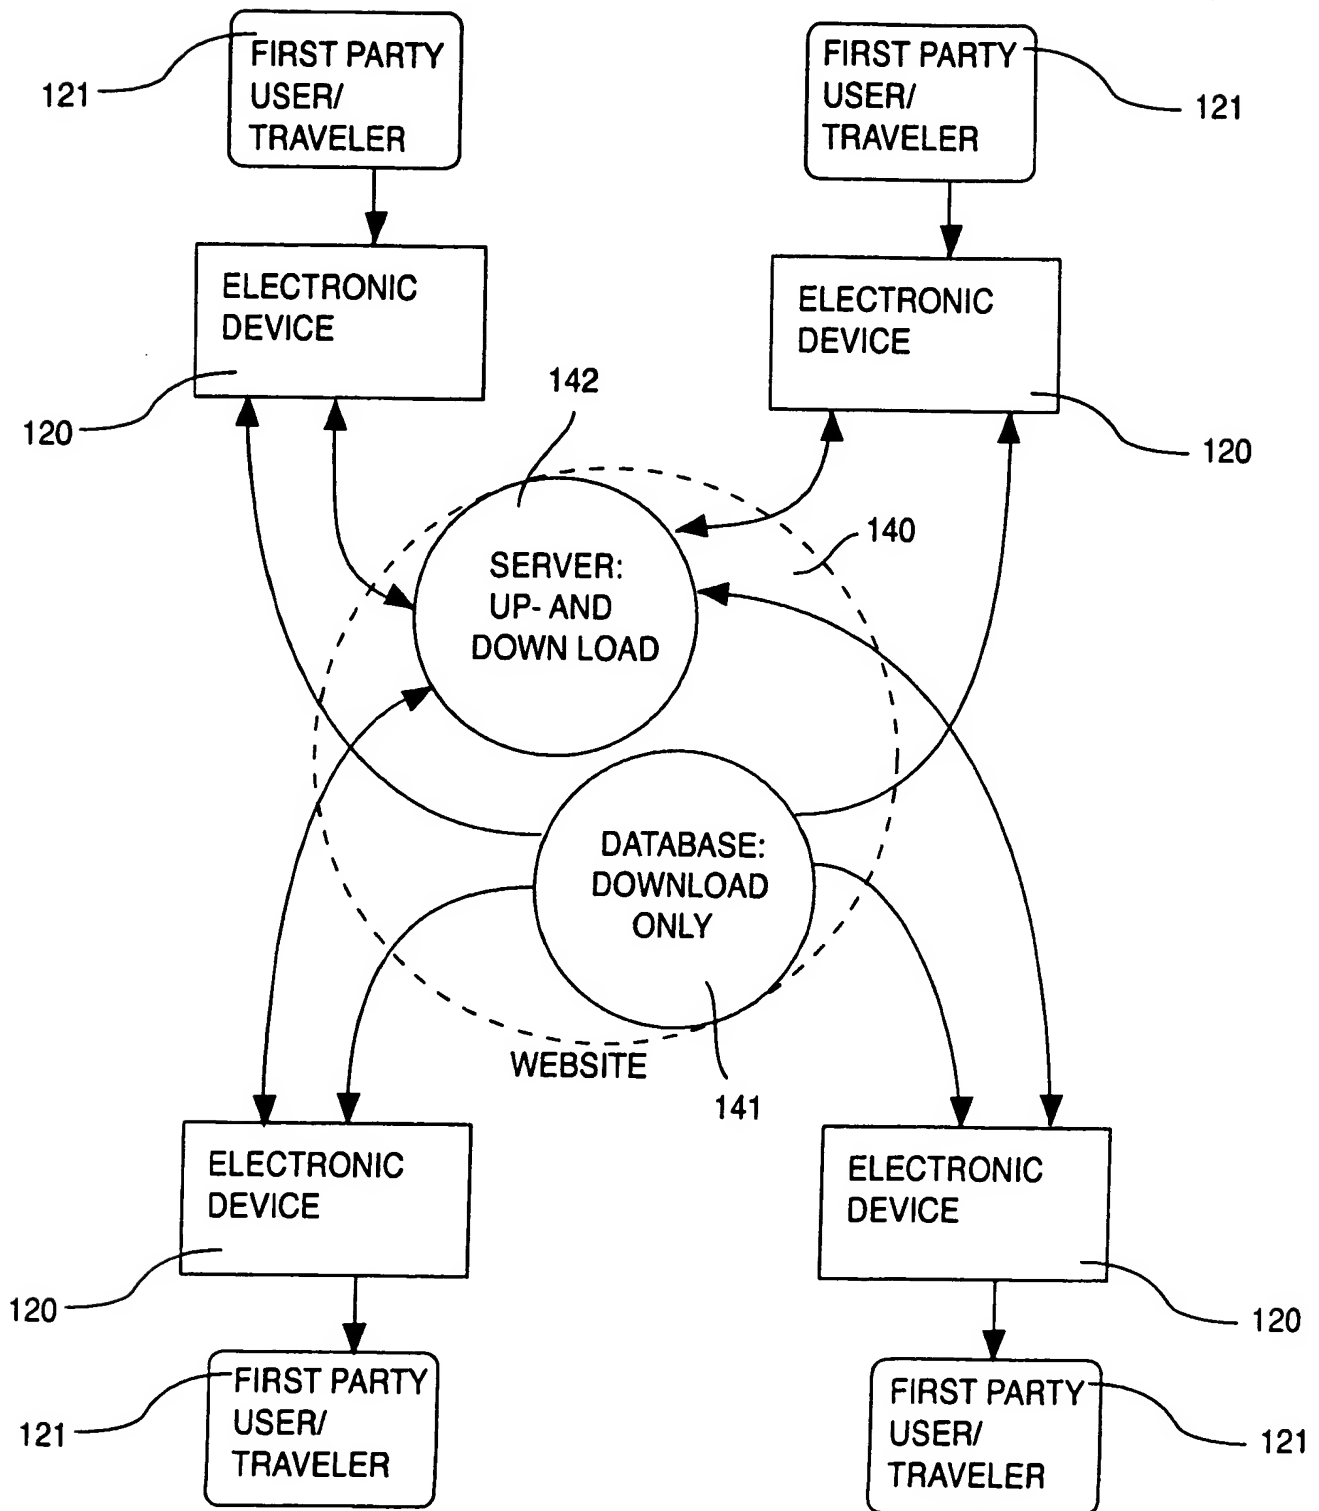 FIRST PARTY
USER/
TRAVELER
121
FIRST PARTY
USER/
TRAVELER
121
ELECTRONIC
DEVICE
120
ELECTRONIC
DEVICE
120
142
140
SERVER:
UP- AND
DOWN LOAD
DATABASE:
DOWNLOAD
ONLY
WEBSITE
141
ELECTRONIC
DEVICE
120
ELECTRONIC
DEVICE
120
FIRST PARTY
USER/
TRAVELER
121
FIRST PARTY
USER/
TRAVELER
121